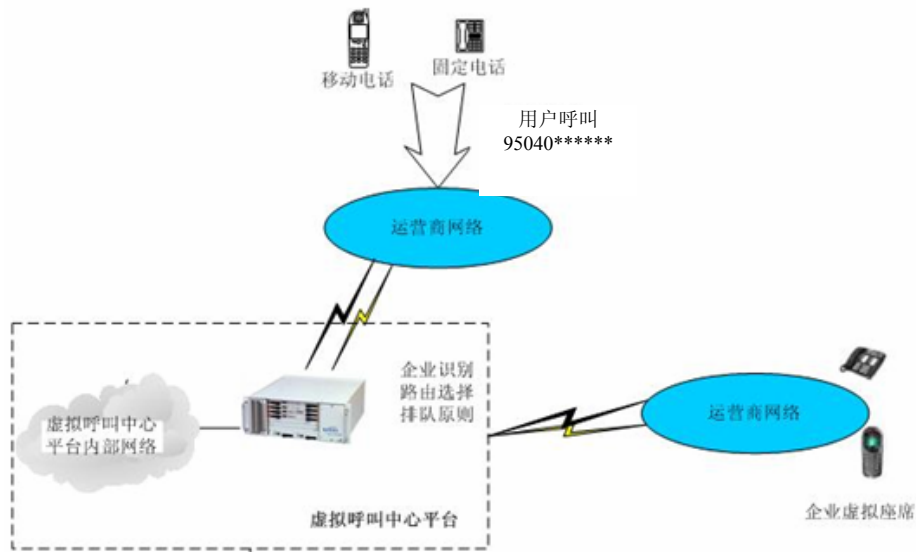 移动电话
固定电话
用户呼叫
95040******
运营商网络
企业识别
路由选择
排队原则
虚拟呼叫中心
平台内部网络
运营商网络
虚拟呼叫中心平台
企业虚拟座席